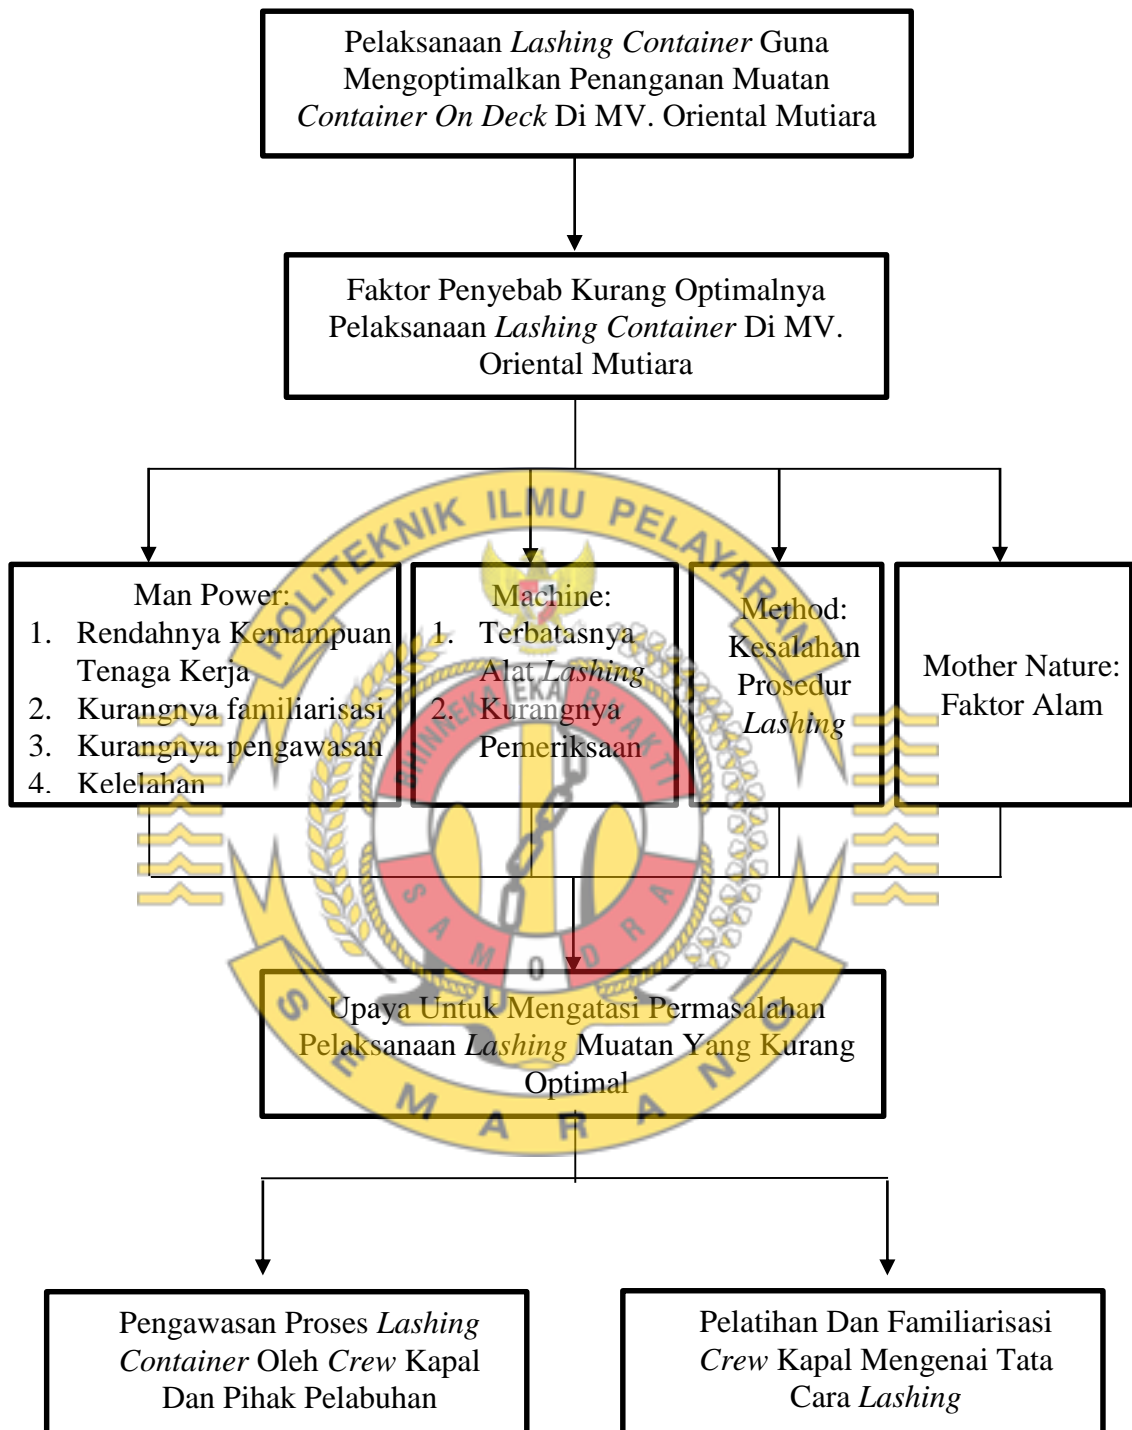 Pelaksanaan Lashing Container Guna
Mengoptimalkan Penanganan Muatan
Container On Deck Di MV. Oriental Mutiara
Faktor Penyebab Kurang Optimalnya
Pelaksanaan Lashing Container Di MV.
Oriental Mutiara
Man Power:
1. Rendahnya Kemampuan
Tenaga Kerja
2. Kurangnya familiarisasi
3. Kurangnya pengawasan
4. Kelelahan
Machine:
1. Terbatasnya
Alat Lashing
2. Kurangnya
Pemeriksaan
Method:
Kesalahan
Prosedur
Lashing
Mother Nature:
Faktor Alam
POLITEKNIK ILMU PELAYARAN
BHINNEKA EKA BHAKTI
SAMODRA
SEMARANG
Upaya Untuk Mengatasi Permasalahan
Pelaksanaan Lashing Muatan Yang Kurang
Optimal
Pengawasan Proses Lashing
Container Oleh Crew Kapal
Dan Pihak Pelabuhan
Pelatihan Dan Familiarisasi
Crew Kapal Mengenai Tata
Cara Lashing